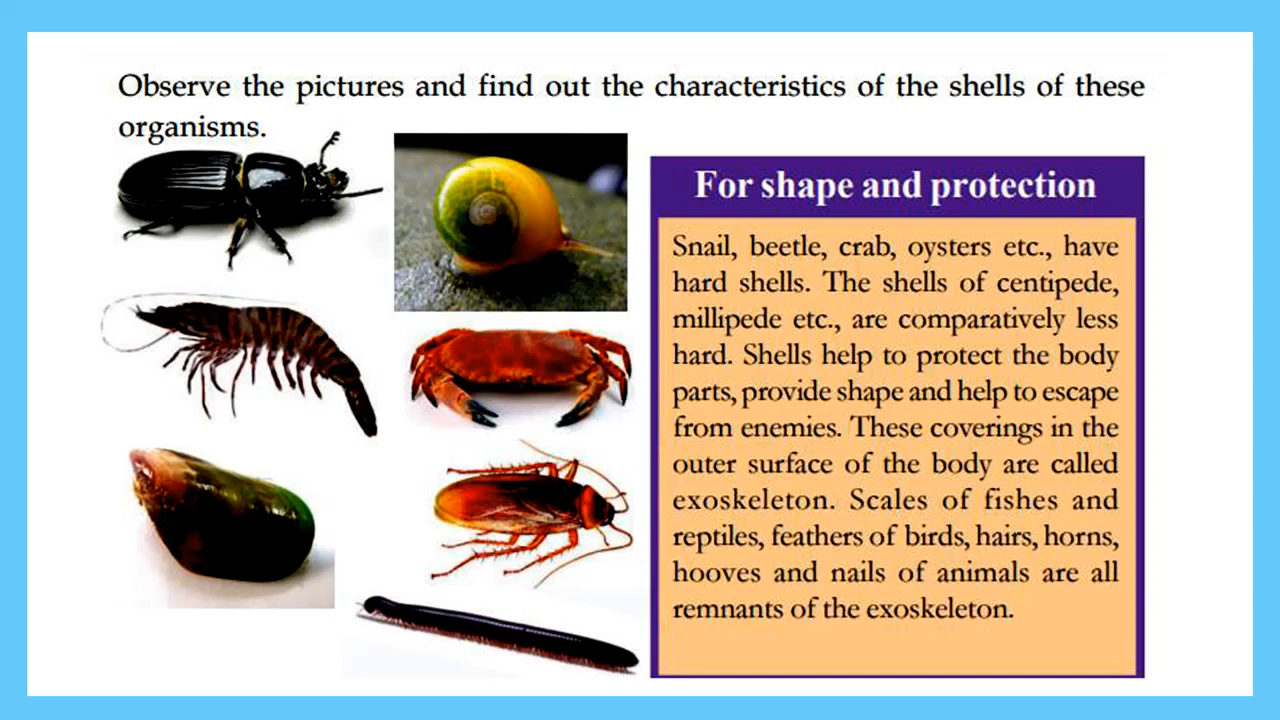 Observe the pictures and find out the characteristics of the shells of these
organisms.
For shape and protection
Snail, beetle, crab, oysters etc., have
hard shells. The shells of centipede,
millipede etc., are comparatively less
hard. Shells help to protect the body
parts, provide shape and help to escape
from enemies. These coverings in the
outer surface of the body are called
exoskeleton. Scales of fishes and
reptiles, feathers of birds, hairs, horns,
hooves and nails of animals are all
remnants of the exoskeleton.